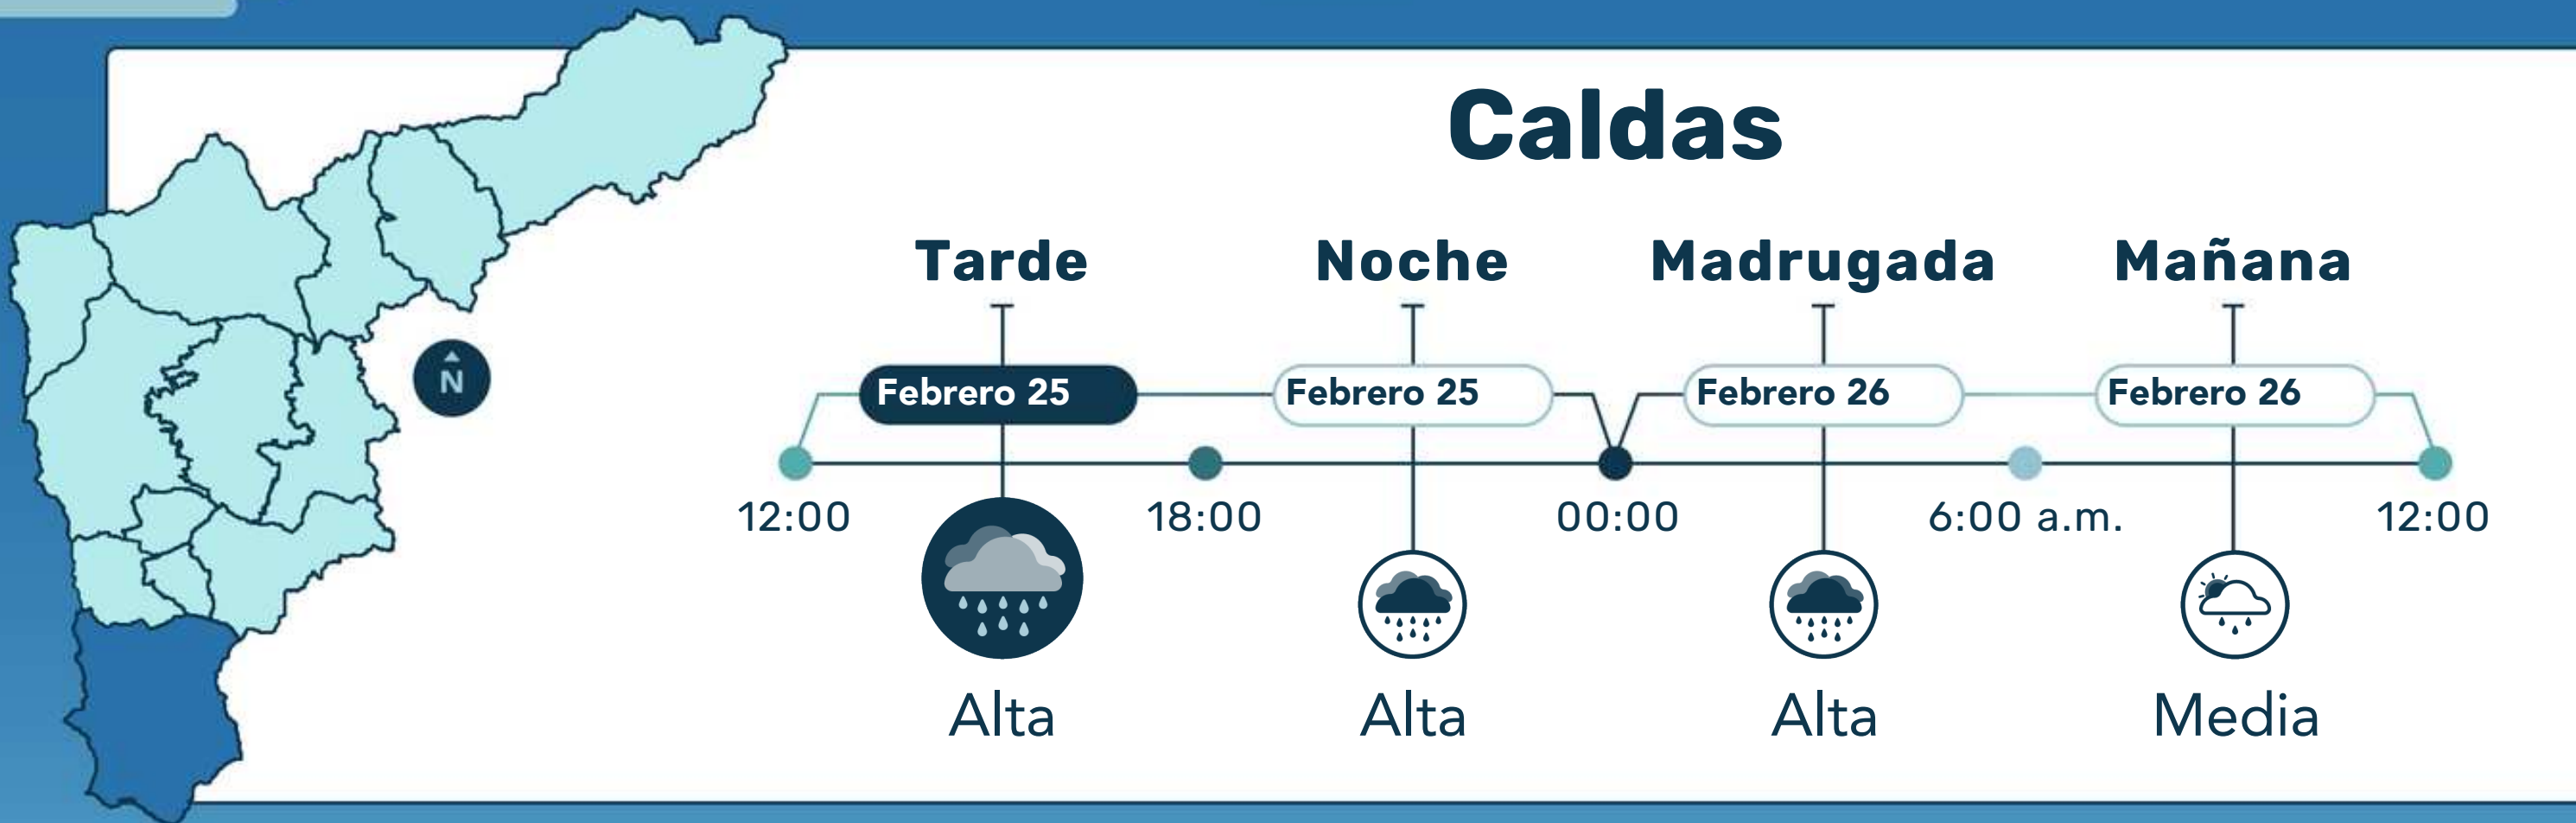 Caldas
Tarde Noche Madrugada Mañana
Febrero 25 Febrero 25 Febrero 26 Febrero 26
N
12:00 18:00 00:00 6:00 a.m. 12:00
Alta Alta Alta Media